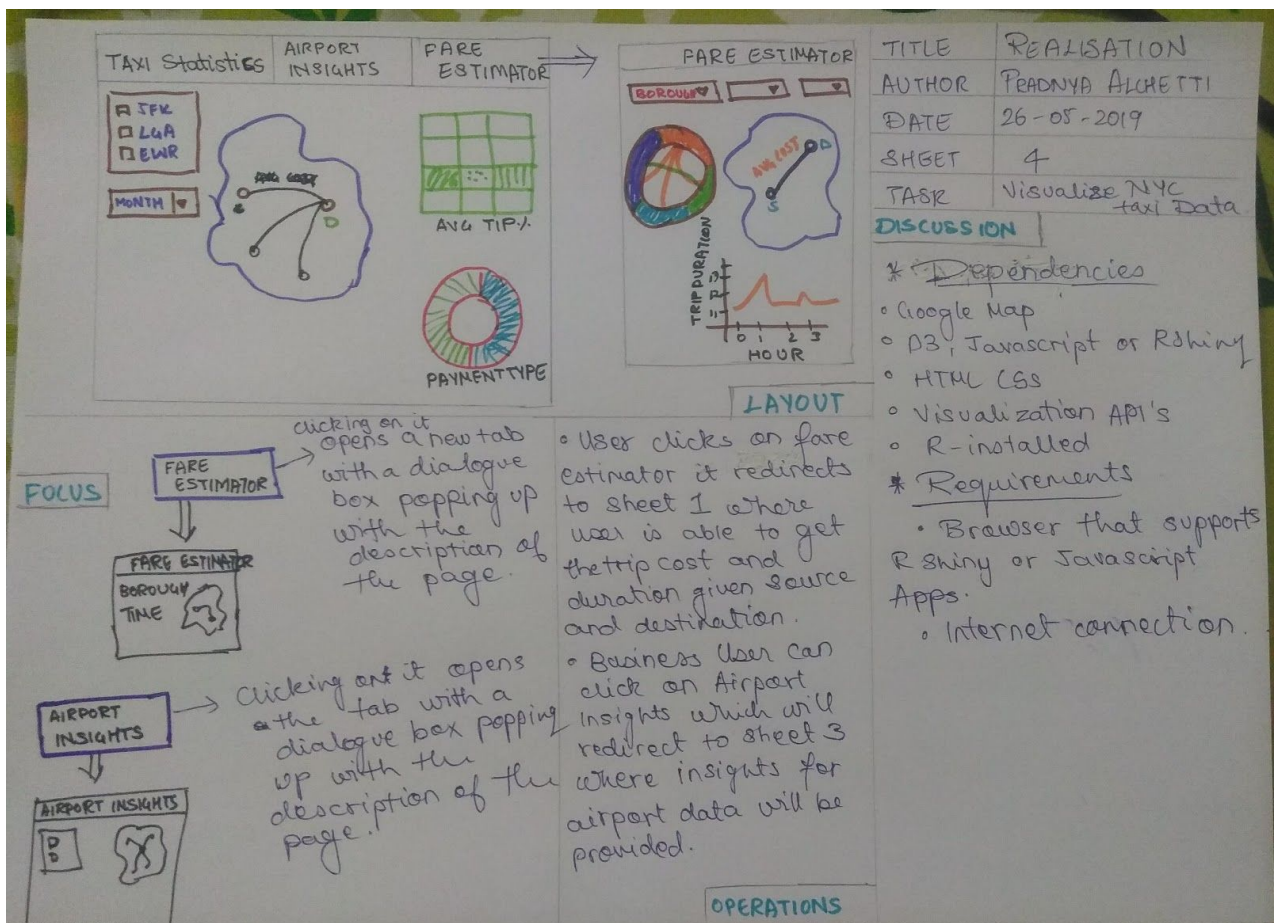 TAXI Statistics
AIRPORT
INSIGHTS
FARE
ESTIMATOR
JFK
LGA
EWR
MONTH
AVG COST
D
AVG TIP%
PAYMENT TYPE
FARE ESTIMATOR
BOROUGH
AVG COST
D
S
TRIP DURATION
0 1 2 3
HOUR
LAYOUT
TITLE REALISATION
AUTHOR PRADNYA ALCHETTI
DATE 26-05-2019
SHEET 4
TASK Visualize NYC
taxi Data.
DISCUSSION
* Dependencies
• Google Map
• D3, Javascript or RShiny
• HTML CSS
• Visualization API's
• R-installed
* Requirements
• Browser that supports
R Shiny or Javascript
Apps.
• Internet connection.
FOCUS
FARE
ESTIMATOR
clicking on it
opens a new tab
with a dialogue
box popping up
with the
description of
the page.
FARE ESTIMATOR
BOROUGH
TIME
AIRPORT
INSIGHTS
clicking on it opens
the tab with a
dialogue box popping
up with the
description of the
page.
AIRPORT INSIGHTS
• User clicks on fare
estimator it redirects
to sheet 1 where
user is able to get
the trip cost and
duration given source
and destination.
• Business User can
click on Airport
Insights which will
redirect to sheet 3
where insights for
airport data will be
provided.
OPERATIONS